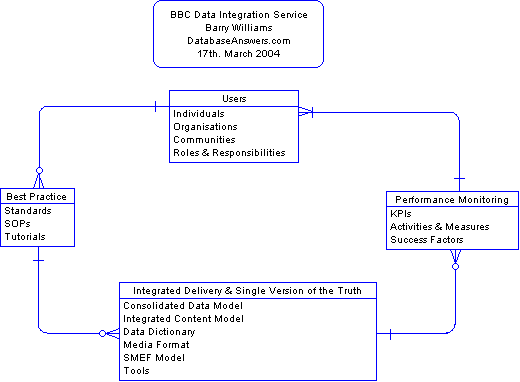 BBC Data Integration Service
Barry Williams
DatabaseAnswers.com
17th. March 2004
Users
Individuals
Organisations
Communities
Roles & Responsibilities
Best Practice
Standards
SOPs
Tutorials
Performance Monitoring
KPIs
Activities & Measures
Success Factors
Integrated Delivery & Single Version of the Truth
Consolidated Data Model
Integrated Content Model
Data Dictionary
Media Format
SMEF Model
Tools